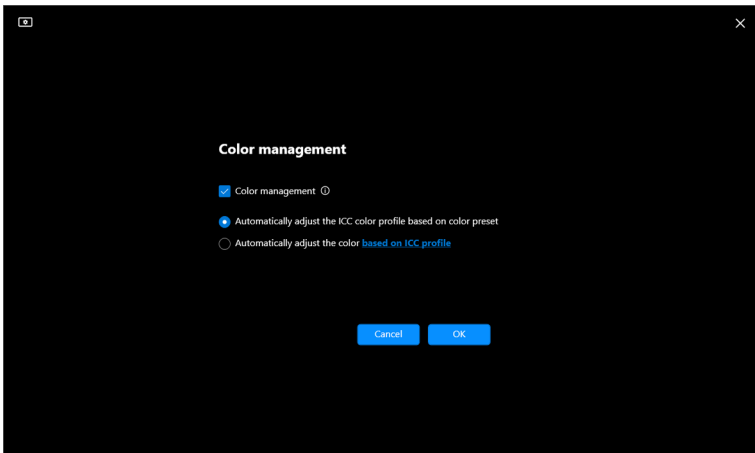 Color management
Color management
Automatically adjust the ICC color profile based on color preset
Automatically adjust the color based on ICC profile
Cancel OK